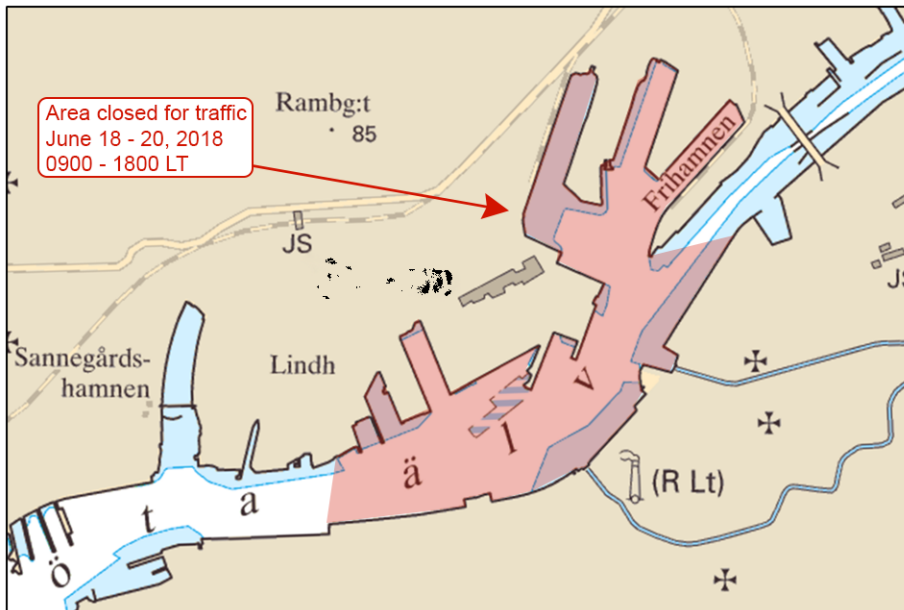 Area closed for traffic
June 18 - 20, 2018
0900 - 1800 LT
Rambg:t
85
Frihamnen
JS
JS
Sannegårds-
hamnen
Lindh
(R Lt)
ö t a ä l v